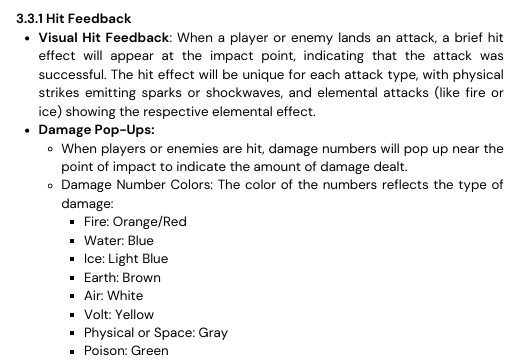 3.3.1 Hit Feedback
• Visual Hit Feedback: When a player or enemy lands an attack, a brief hit
effect will appear at the impact point, indicating that the attack was
successful. The hit effect will be unique for each attack type, with physical
strikes emitting sparks or shockwaves, and elemental attacks (like fire or
ice) showing the respective elemental effect.
• Damage Pop-Ups:
◦ When players or enemies are hit, damage numbers will pop up near the
point of impact to indicate the amount of damage dealt.
◦ Damage Number Colors: The color of the numbers reflects the type of
damage:
▪ Fire: Orange/Red
▪ Water: Blue
▪ Ice: Light Blue
▪ Earth: Brown
▪ Air: White
▪ Volt: Yellow
▪ Physical or Space: Gray
▪ Poison: Green